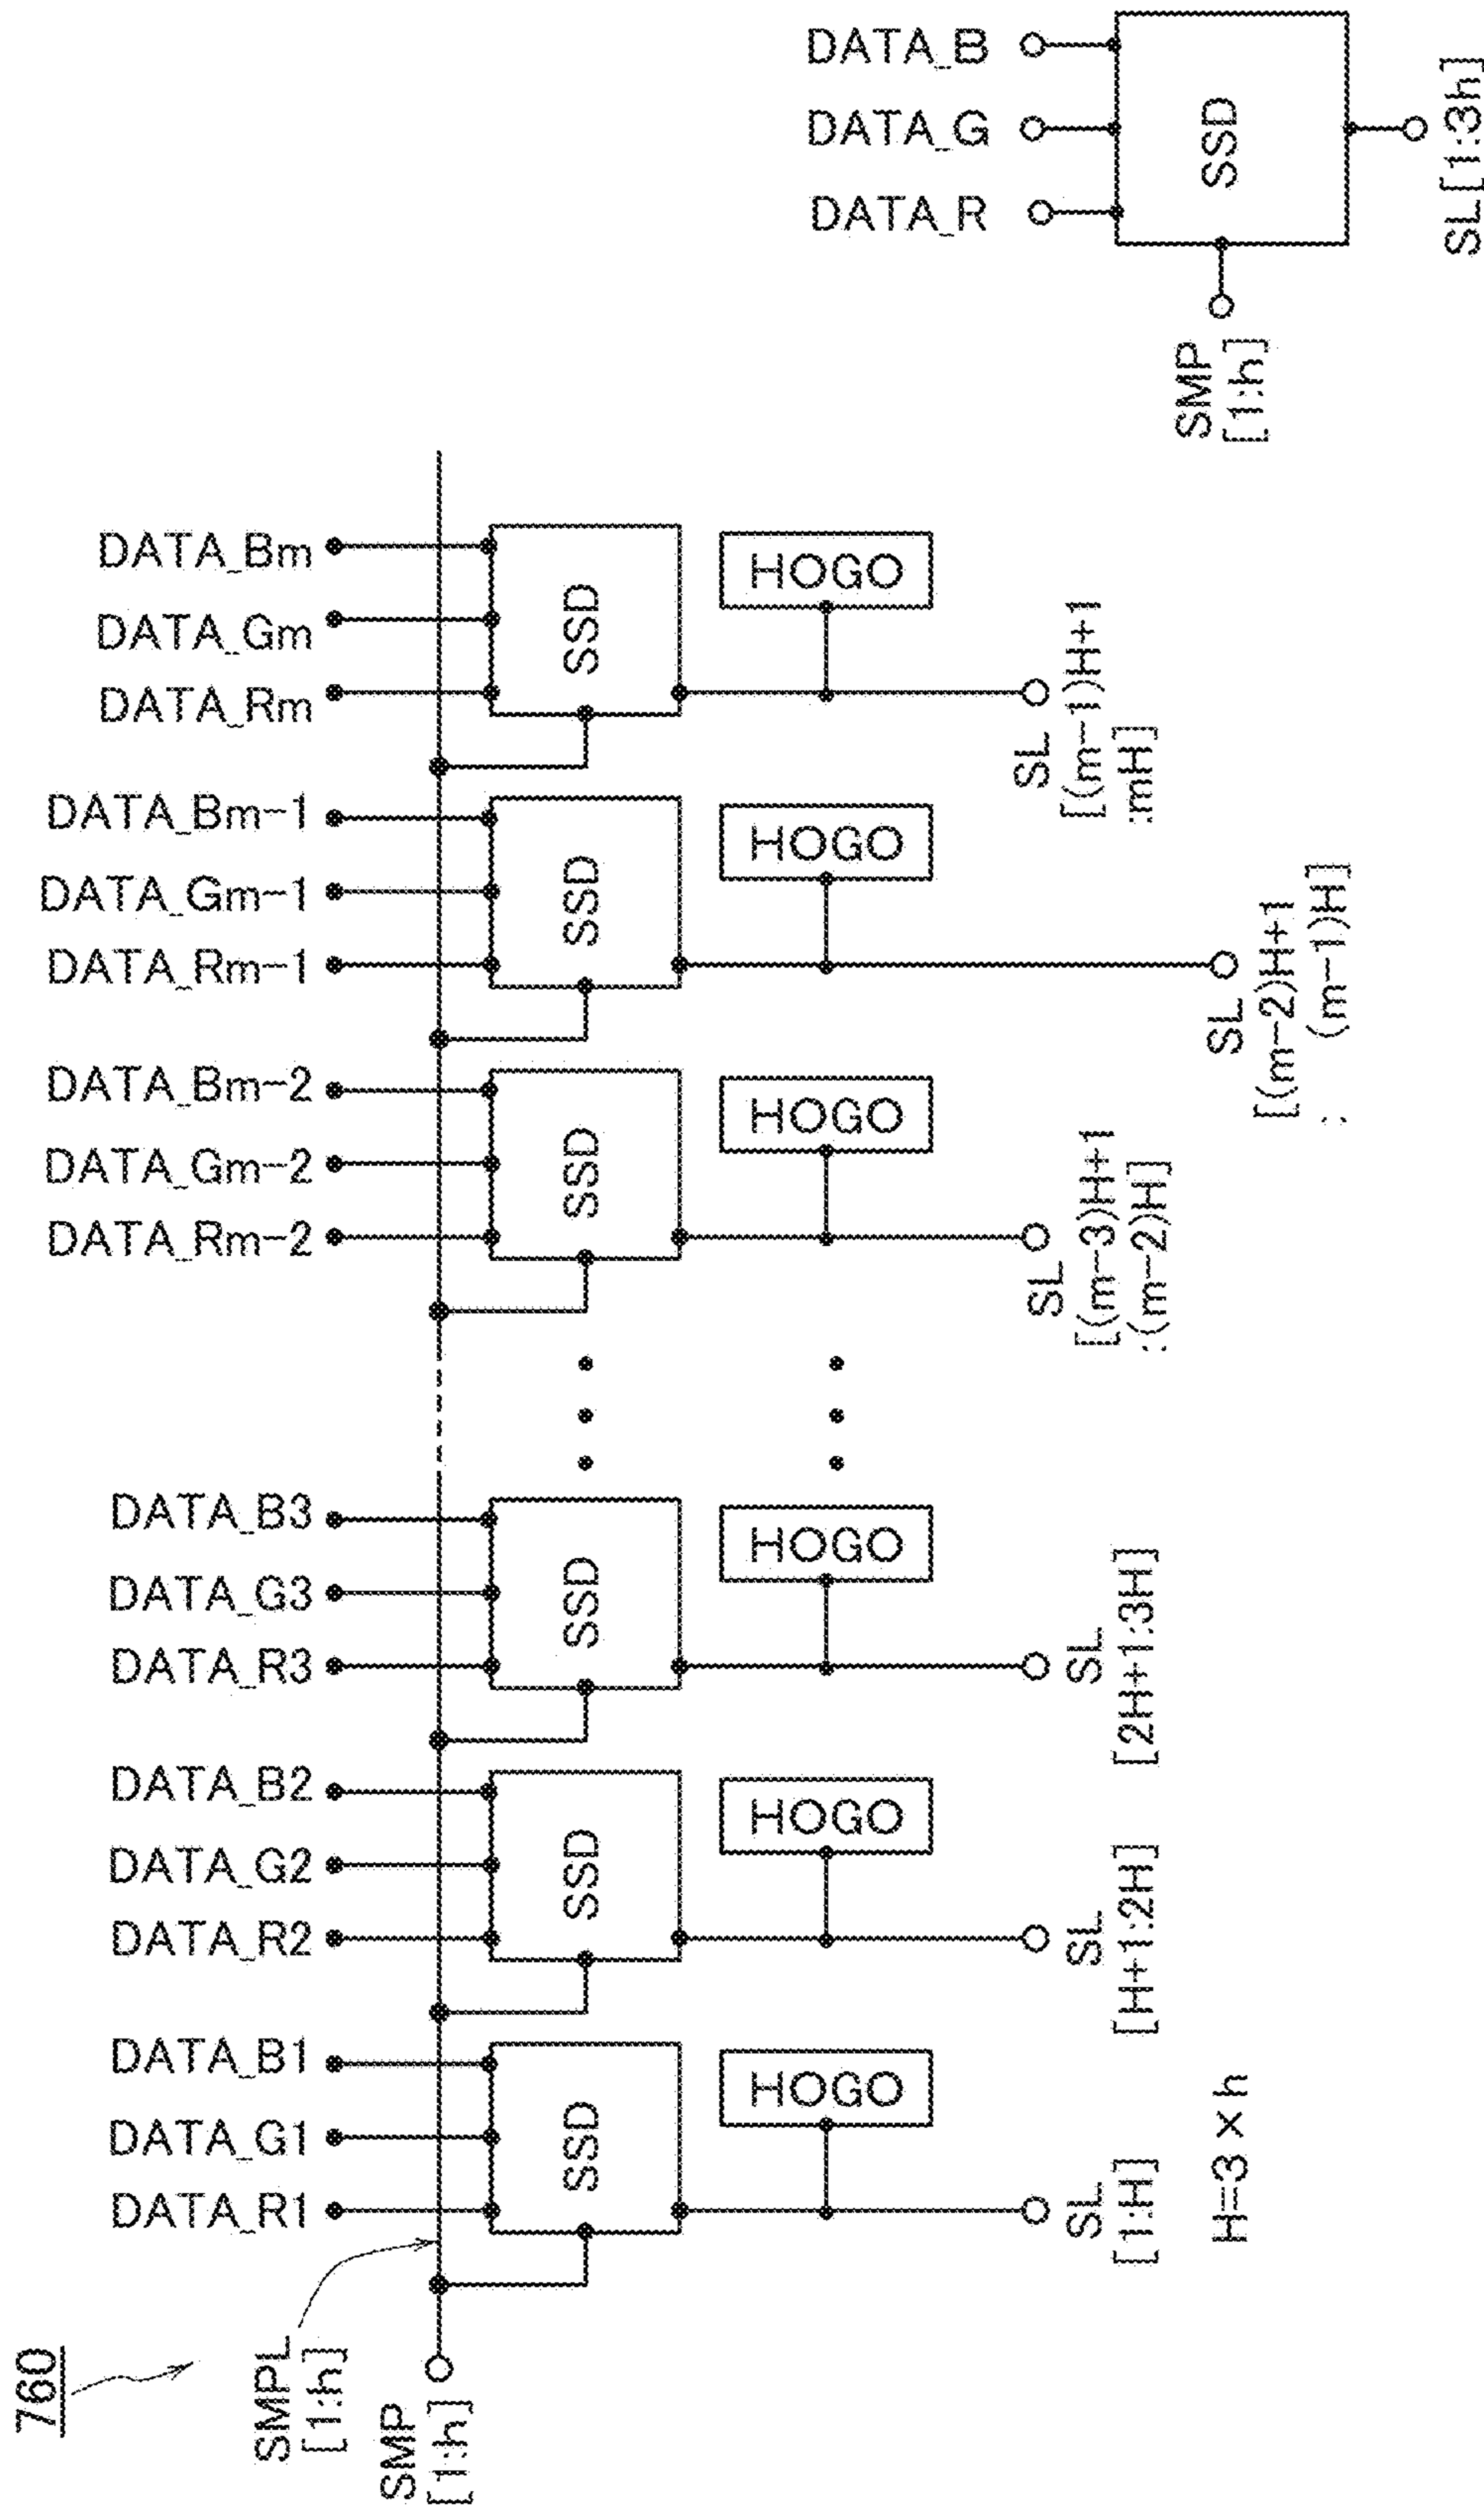 760
SMPL
[1:h]
SMP
[1:h]
DATA_R1
DATA_G1
DATA_B1
DATA_R2
DATA_G2
DATA_B2
DATA_R3
DATA_G3
DATA_B3
DATA_Rm-2
DATA_Gm-2
DATA_Bm-2
DATA_Rm-1
DATA_Gm-1
DATA_Bm-1
DATA_Rm
DATA_Gm
DATA_Bm
SSD
SSD
SSD
SSD
SSD
SSD
HOGO
HOGO
HOGO
HOGO
HOGO
HOGO
SL
[1:H]
SL
[H+1:2H]
SL
[2H+1:3H]
SL
[(m-3)H+1
:(m-2)H]
SL
[(m-2)H+1
: (m-1)H]
SL
[(m-1)H+1
:mH]
H=3×h
DATA_R
DATA_G
DATA_B
SMP
[1:h]
SSD
SL[1:3h]